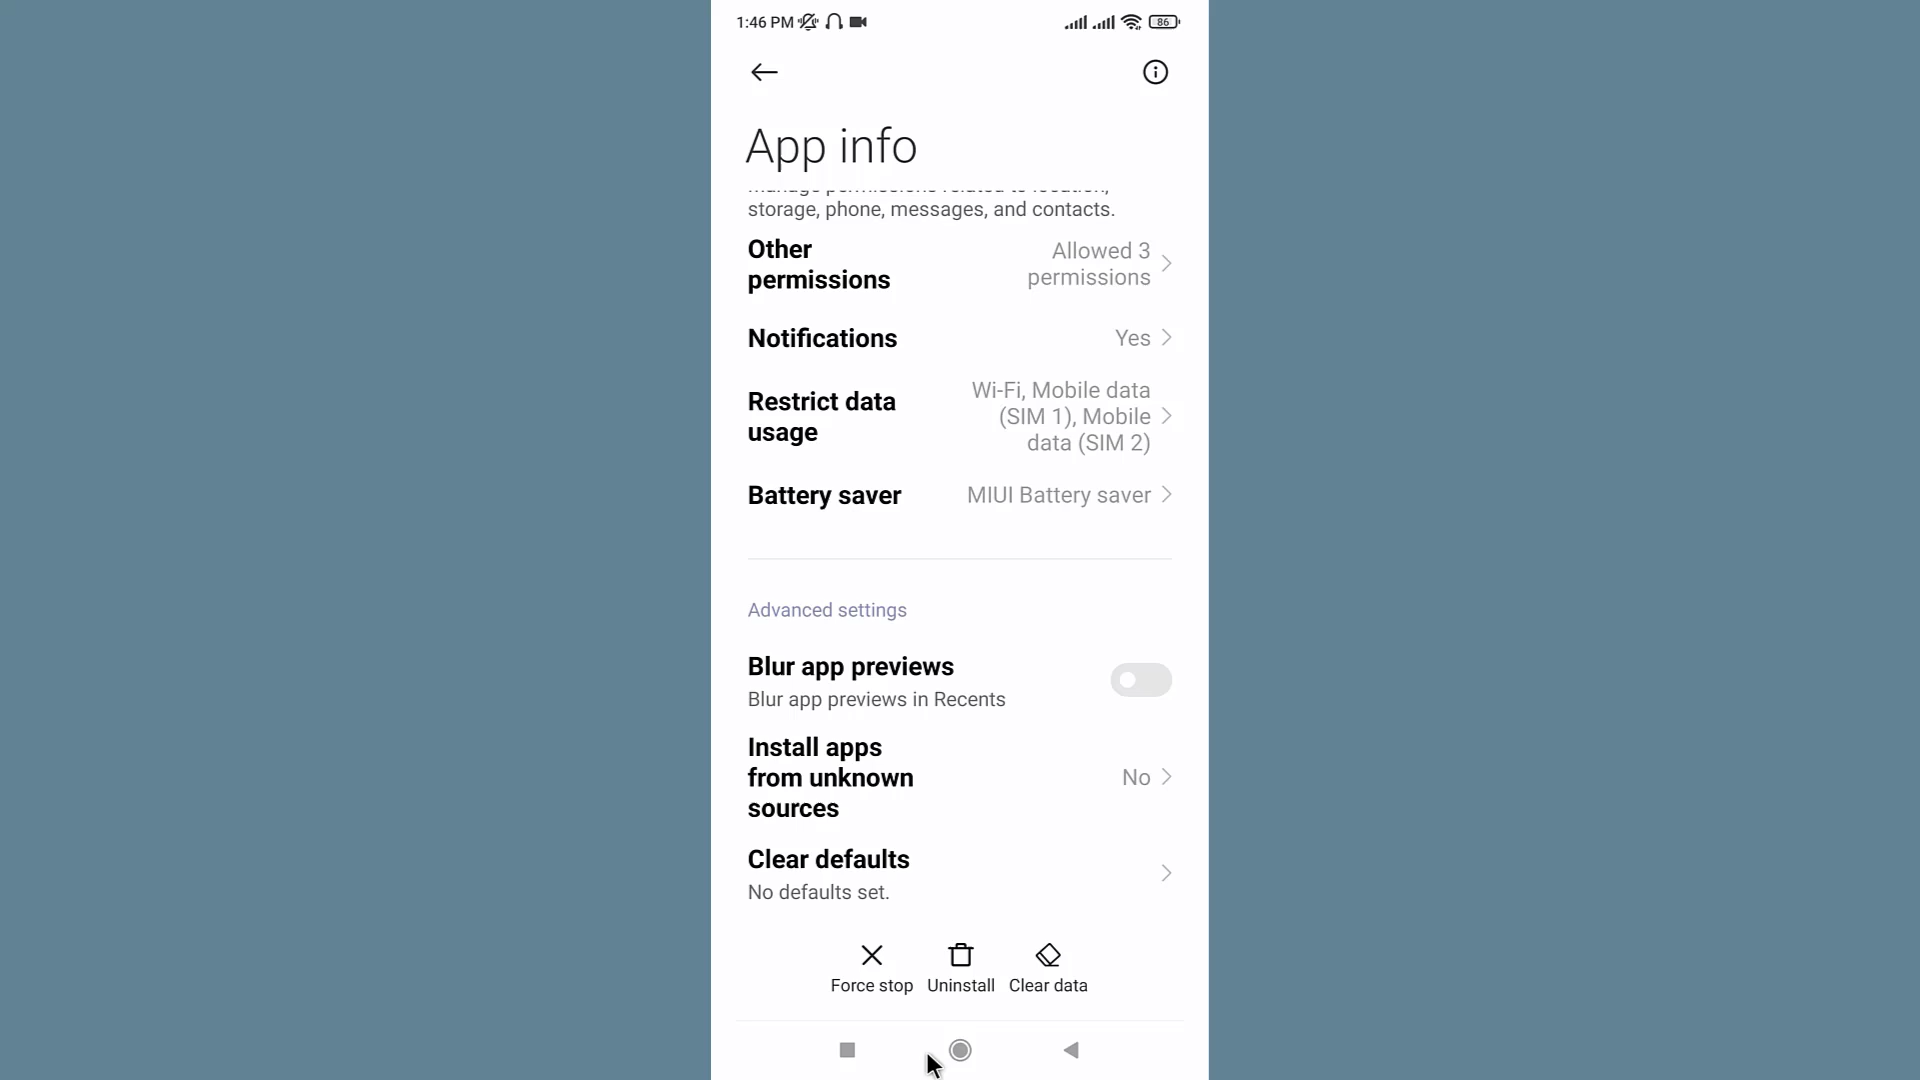 1:46 PM
86
App info
storage, phone, messages, and contacts.
Other permissions
Allowed 3 permissions
Notifications
Yes
Restrict data usage
Wi-Fi, Mobile data (SIM 1), Mobile data (SIM 2)
Battery saver
MIUI Battery saver
Advanced settings
Blur app previews
Blur app previews in Recents
Install apps from unknown sources
No
Clear defaults
No defaults set.
Force stop
Uninstall
Clear data